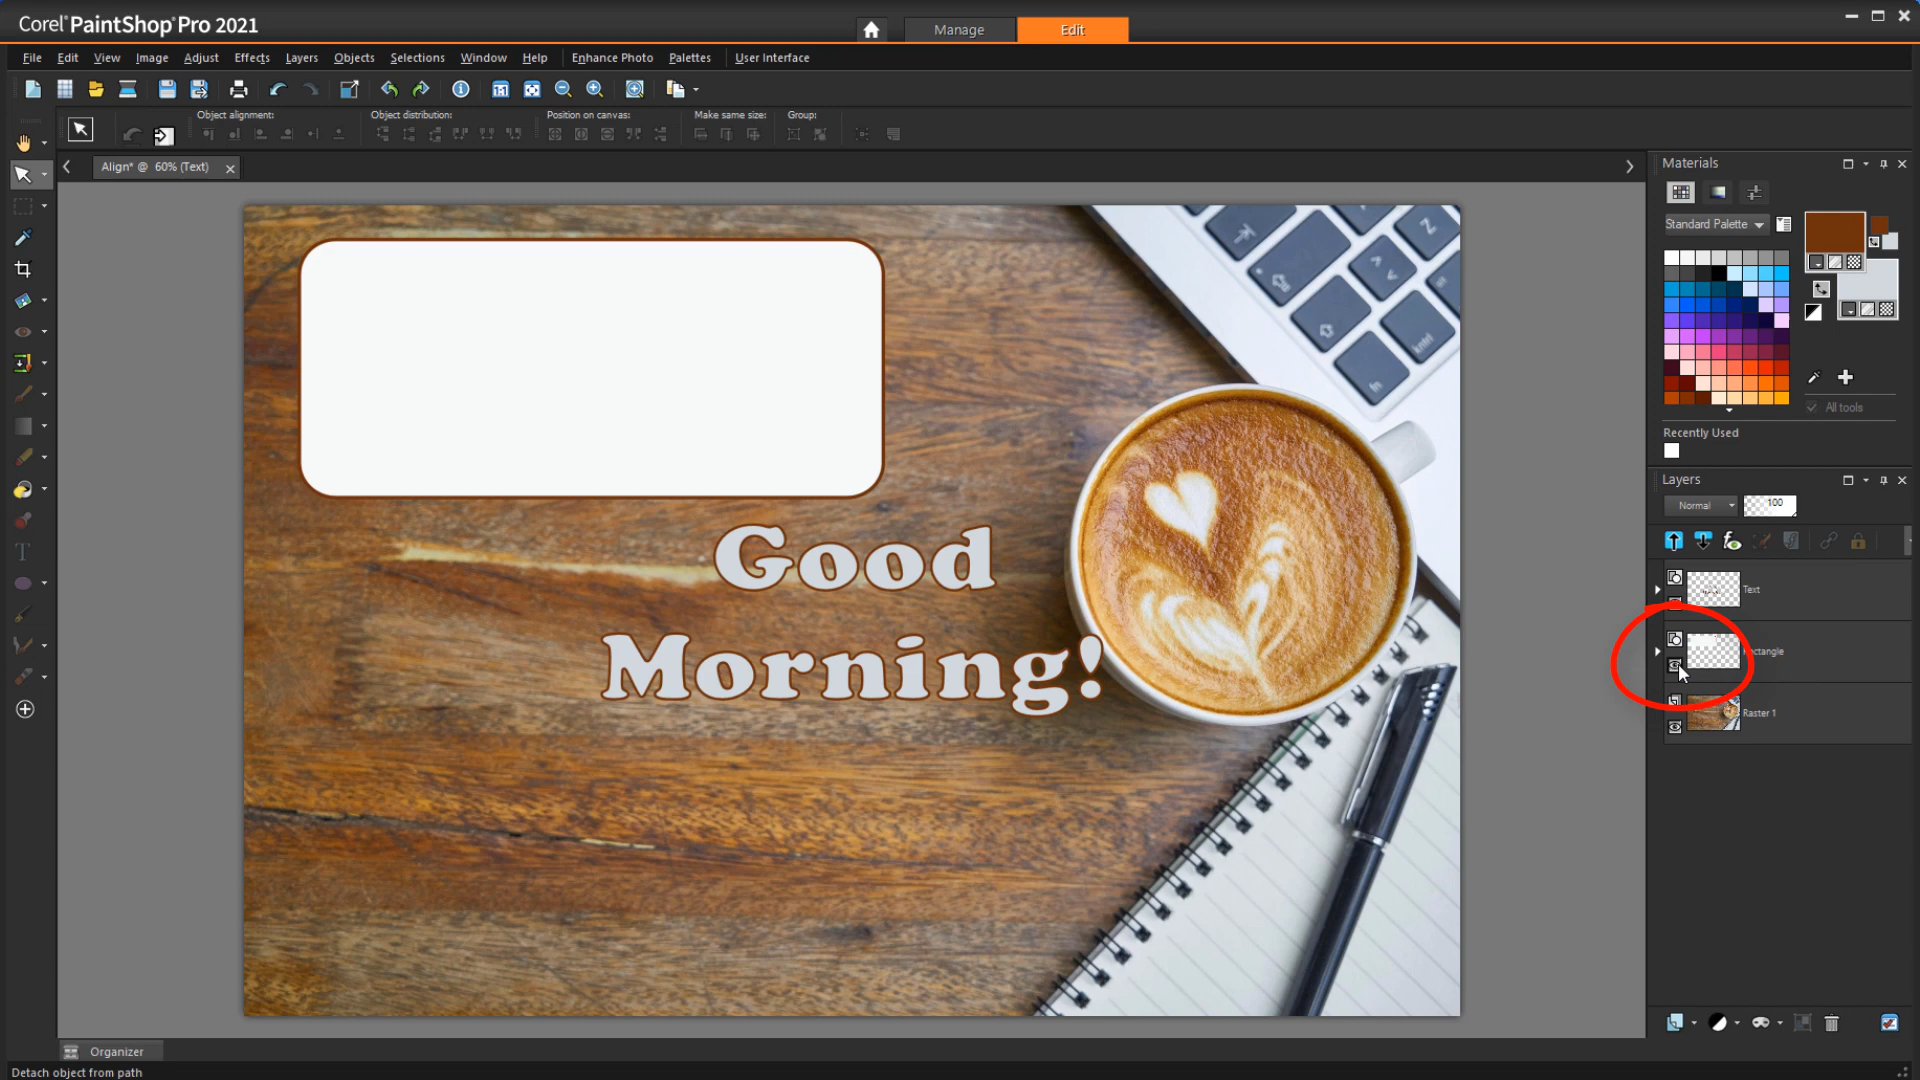 Corel PaintShop Pro 2021
Manage
Edit
File Edit View Image Adjust Effects Layers Objects Selections Window Help Enhance Photo Palettes User Interface
Object alignment: Object distribution: Position on canvas: Make same size: Group:
Align* @ 60% (Text)
Materials
Standard Palette
All tools
Recently Used
Layers
Normal
100
Text
Raster 1
Z
fn
kntrl
Good
Morning!
Organizer
Detach object from path